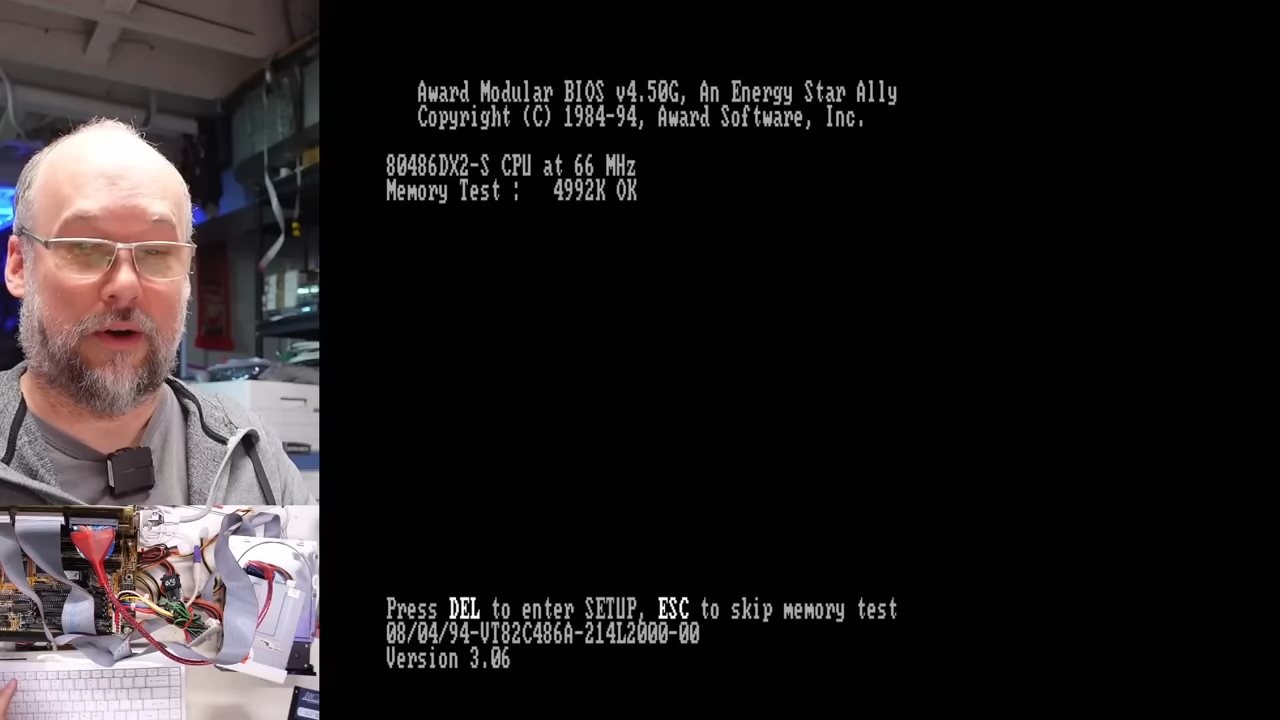 Award Modular BIOS v4.50G, An Energy Star Ally
Copyright (C) 1984-94, Award Software, Inc.
80486DX2-S CPU at 66 MHz
Memory Test :   4992K OK
Press DEL to enter SETUP, ESC to skip memory test
08/04/94-VT82C486A-214L2000-00
Version 3.06